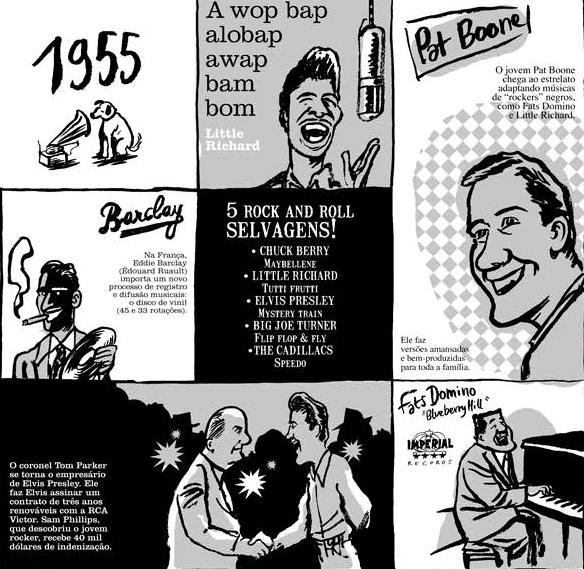 1955
A wop bap
alobap
awap
bam
bom
Little
Richard
Pat Boone
O jovem Pat Boone
chega ao estrelato
adaptando músicas
de “rockers” negros,
como Fats Domino
e Little Richard.
Ele faz
versões amansadas
e bem-produzidas
para toda a família.
Barclay
Na França,
Eddie Barclay
(Édouard Ruault)
importa um novo
processo de registro
e difusão musicais:
o disco de vinil
(45 e 33 rotações).
5 ROCK AND ROLL
SELVAGENS!
• CHUCK BERRY
MAYBELLENE
• LITTLE RICHARD
TUTTI FRUTTI
• ELVIS PRESLEY
MYSTERY TRAIN
• BIG JOE TURNER
FLIP FLOP & FLY
• THE CADILLACS
SPEEDO
O coronel Tom Parker
se torna o empresário
de Elvis Presley. Ele
faz Elvis assinar um
contrato de três anos
renováveis com a RCA
Victor. Sam Phillips,
que descobriu o jovem
rocker, recebe 40 mil
dólares de indenização.
Fats Domino
"Blueberry Hill"
IMPERIAL
RECORDS